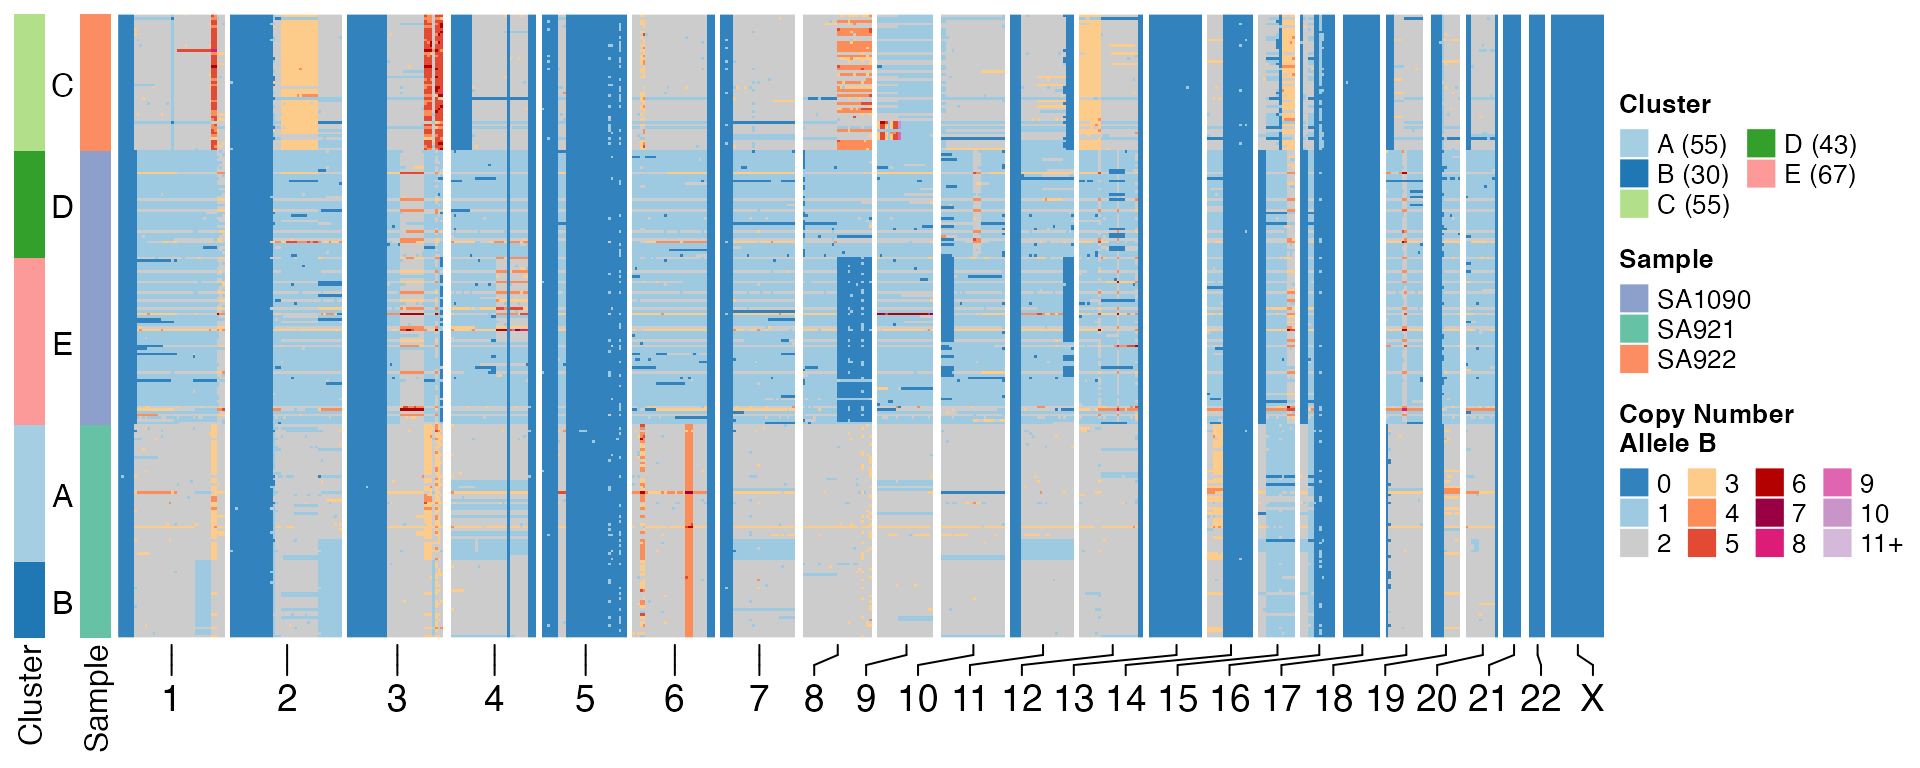 C
D
E
A
B
Cluster
Sample
1 2 3 4 5 6 7 8 9 10 11 12 13 14 15 16 17 18 19 20 21 22 X
Cluster
A (55) D (43)
B (30) E (67)
C (55)
Sample
SA1090
SA921
SA922
Copy Number
Allele B
0 3 6 9
1 4 7 10
2 5 8 11+